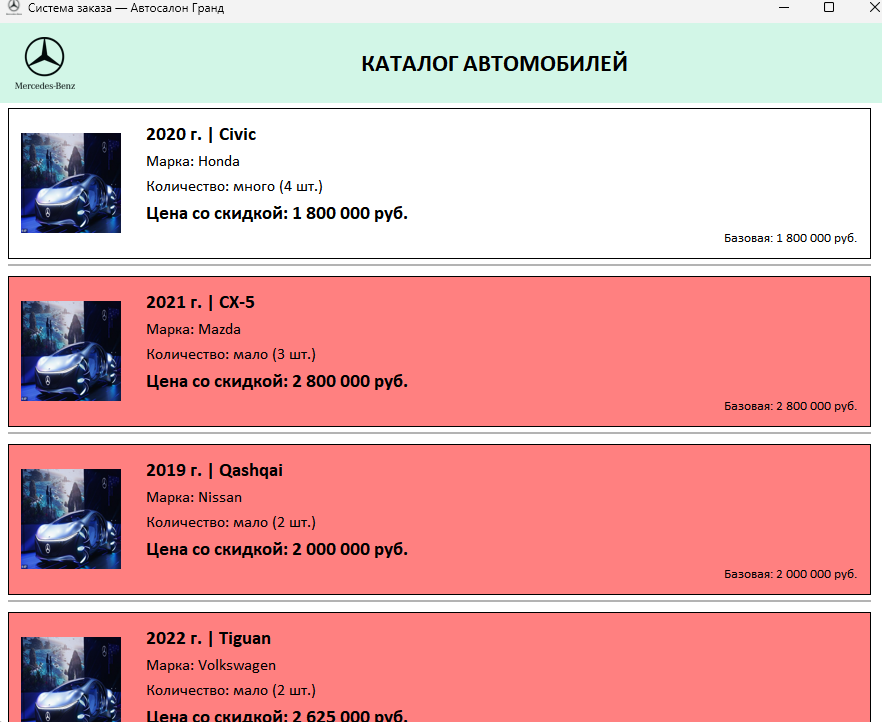 Система заказа — Автосалон Гранд
Mercedes-Benz
КАТАЛОГ АВТОМОБИЛЕЙ
2020 г. | Civic
Марка: Honda
Количество: много (4 шт.)
Цена со скидкой: 1 800 000 руб.
Базовая: 1 800 000 руб.
2021 г. | CX-5
Марка: Mazda
Количество: мало (3 шт.)
Цена со скидкой: 2 800 000 руб.
Базовая: 2 800 000 руб.
2019 г. | Qashqai
Марка: Nissan
Количество: мало (2 шт.)
Цена со скидкой: 2 000 000 руб.
Базовая: 2 000 000 руб.
2022 г. | Tiguan
Марка: Volkswagen
Количество: мало (2 шт.)
Цена со скидкой: 2 625 000 руб.